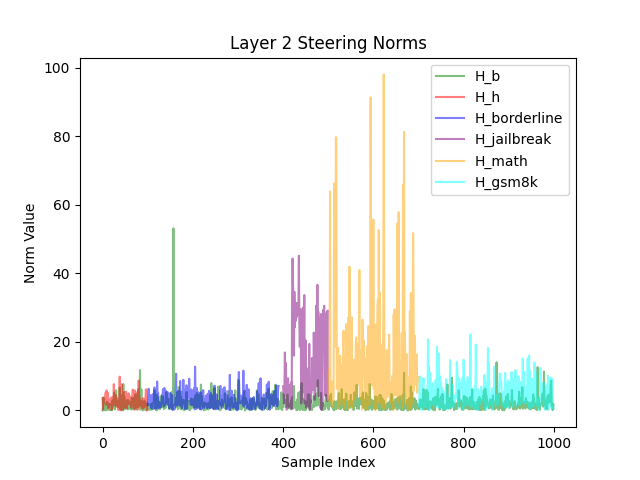 Layer 2 Steering Norms
100
80
60
40
20
0
Norm Value
H_b
H_h
H_borderline
H_jailbreak
H_math
H_gsm8k
0 200 400 600 800 1000
Sample Index